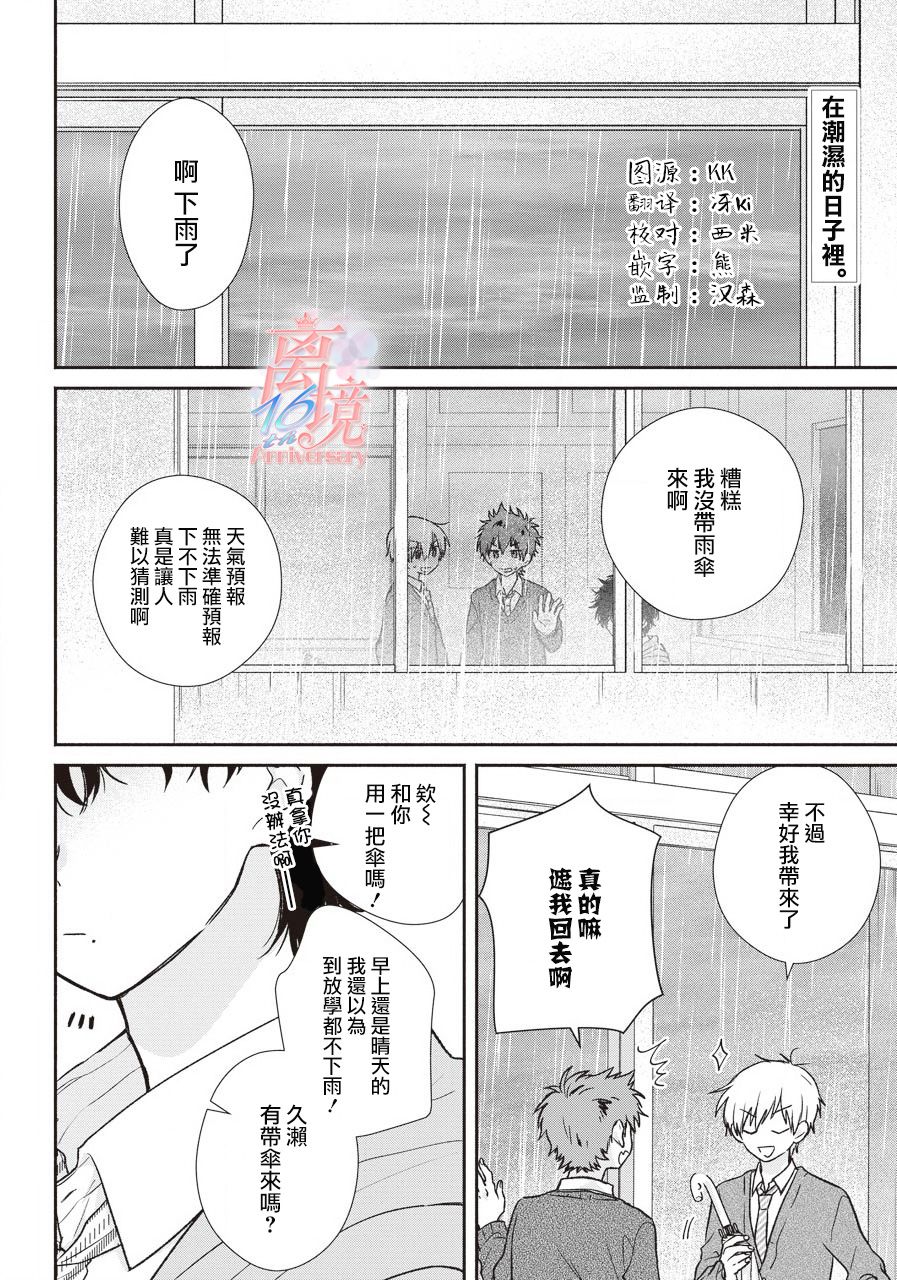 在潮濕的日子裡。
图源：KK
翻译：冴ki
校对：西米
嵌字：熊
监制：汉森
啊
下雨了
离境
16th
Anniversary
糟糕
我沒帶雨傘
來啊
天氣預報
無法準確預報
下不下雨
真是讓人
難以猜測啊
不過
幸好我帶來了
真的嘛
遮我回去啊
欸～
和你
用一把傘嗎！
真拿你
沒辦法啊——
早上還是晴天的
我還以為
到放學都不下雨！
久瀨
有帶傘來嗎？